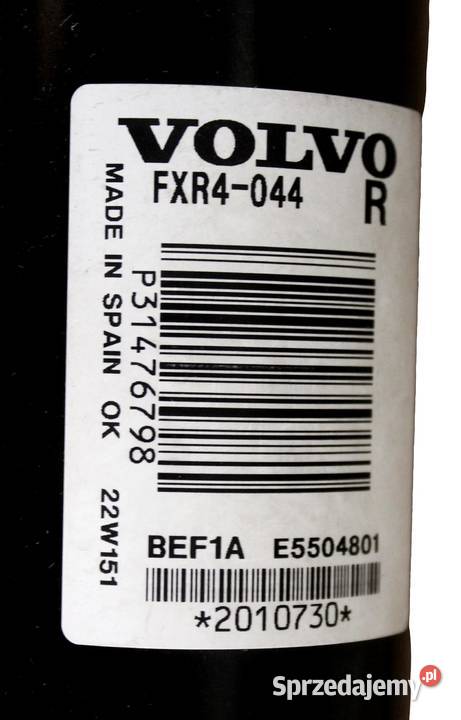 VOLVO
FXR4-044
R
P31476798
MADE IN SPAIN OK 22W151
BEF1A E5504801
*2010730*
Sprzedajemy.pl